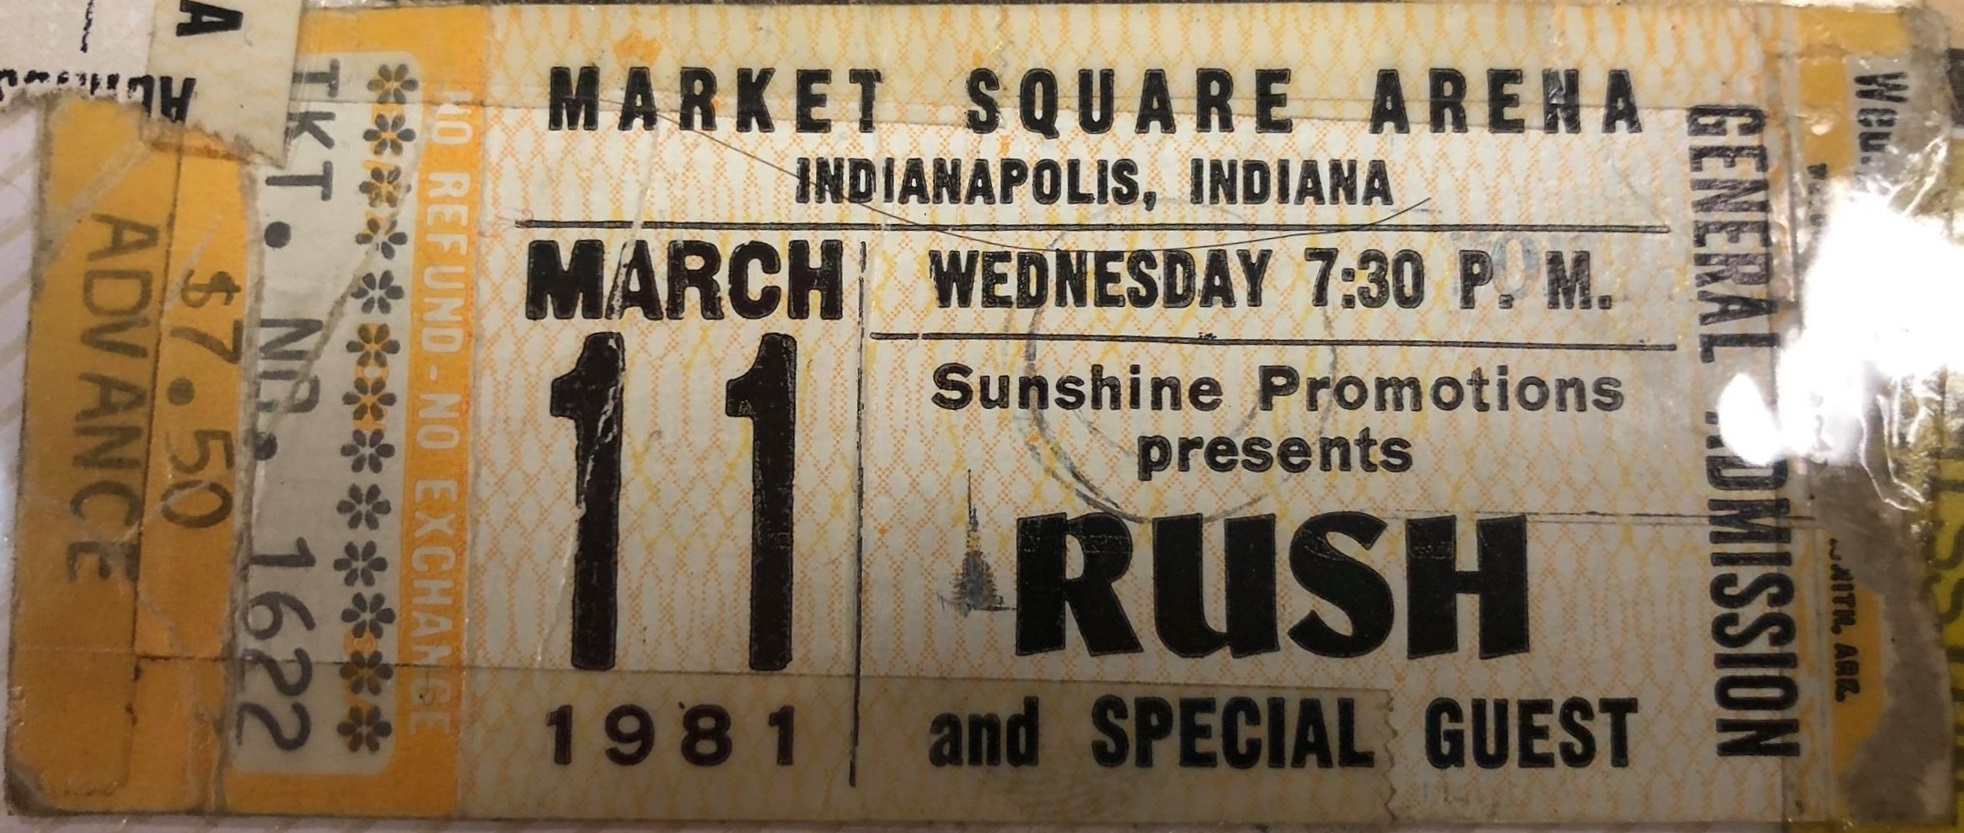 MARKET SQUARE ARENA
INDIANAPOLIS, INDIANA
MARCH
11
1981
WEDNESDAY 7:30 P. M.
Sunshine Promotions
presents
RUSH
and SPECIAL GUEST
GENERAL ADMISSION
NO REFUND - NO EXCHANGE
TKT. NO. 1622
$7.50
ADVANCE
A